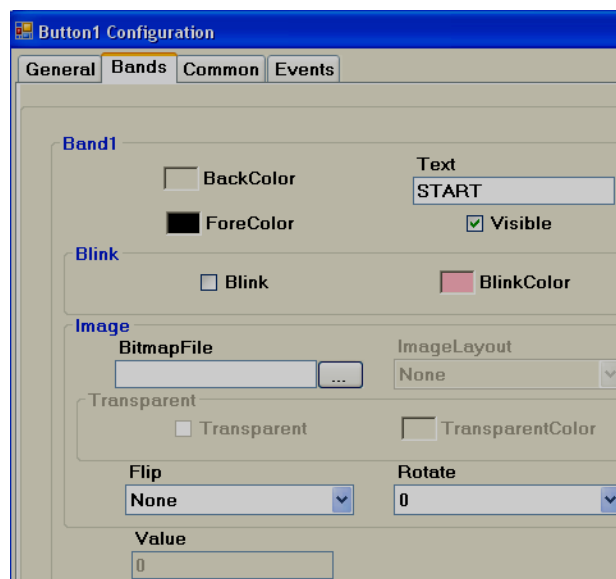 Button1 Configuration
General Bands Common Events
Band1
BackColor
Text
START
ForeColor
Visible
Blink
Blink
BlinkColor
Image
BitmapFile
ImageLayout
...
None
Transparent
Transparent
TransparentColor
Flip
Rotate
None
0
Value
0